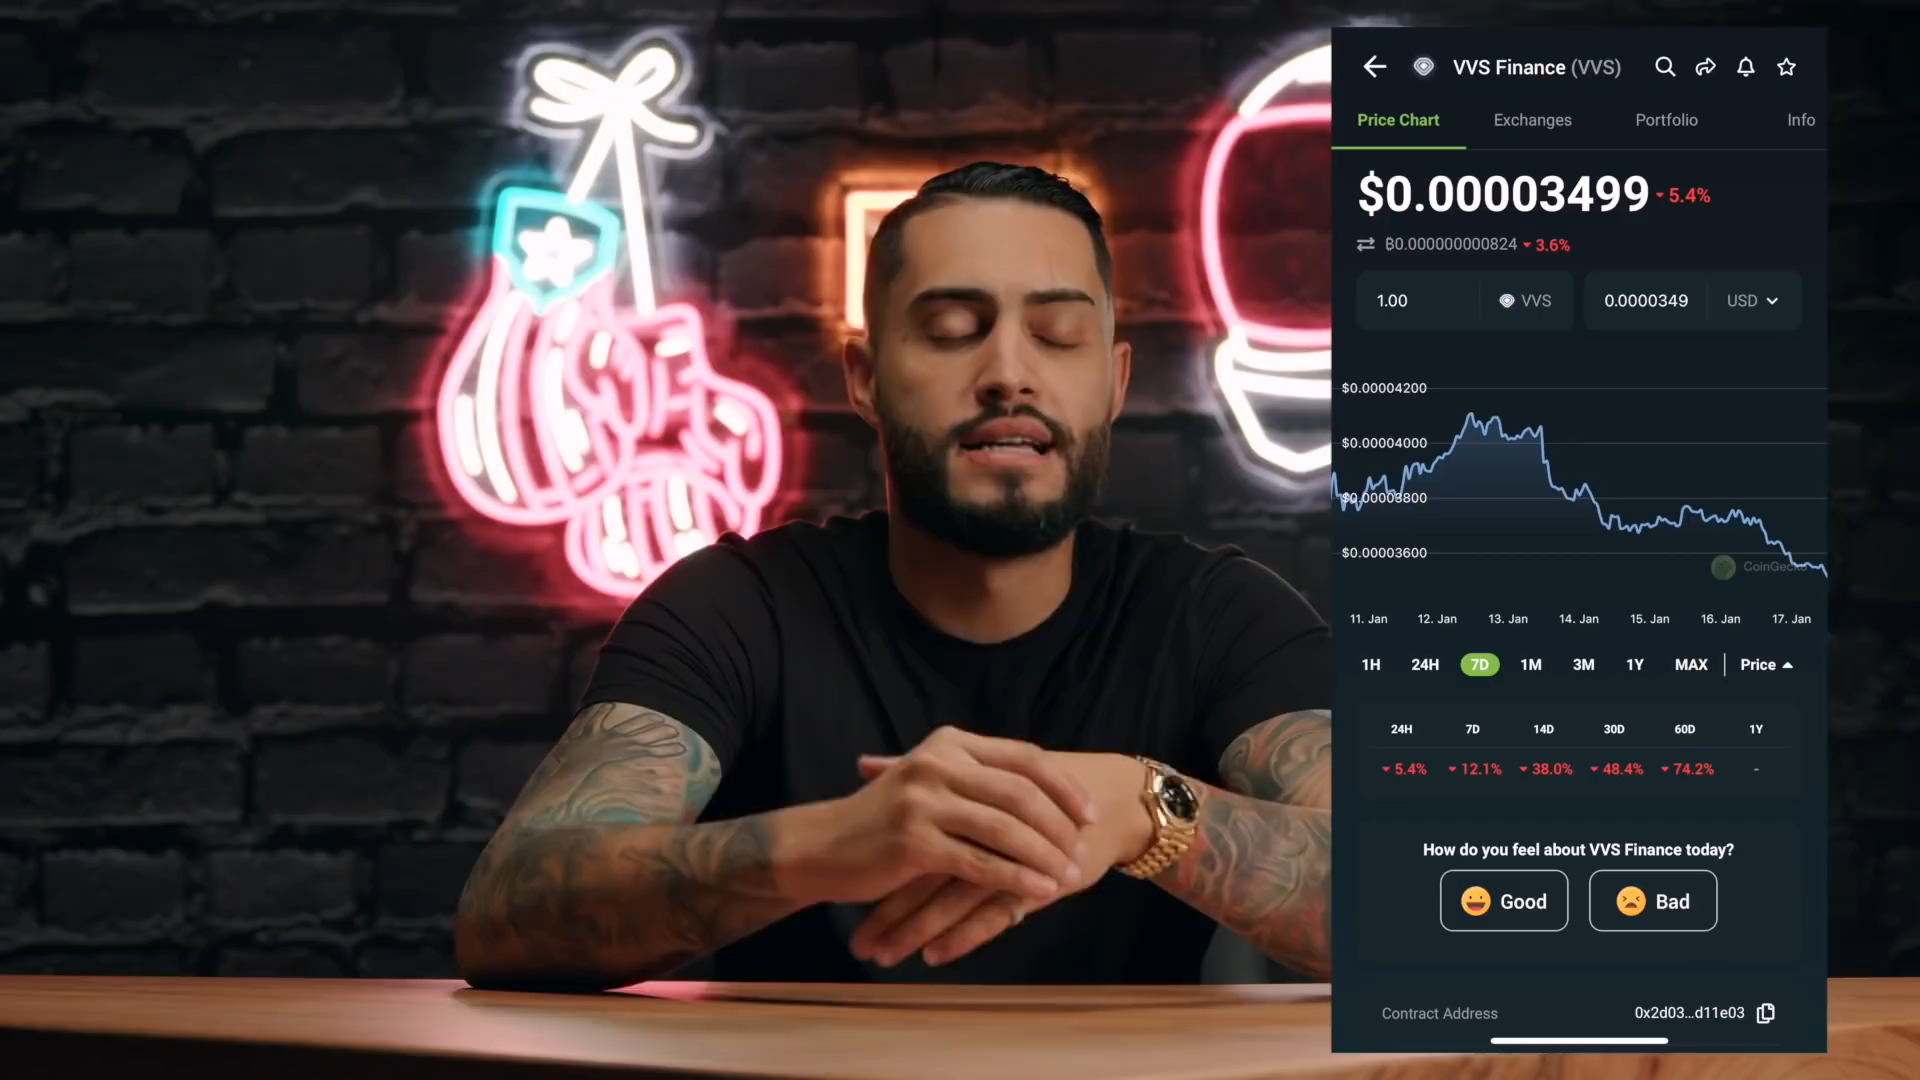 VVS Finance (VVS)
Price Chart Exchanges Portfolio Info
$0.00003499 5.4%
฿0.000000000824 3.6%
1.00 VVS 0.0000349 USD
$0.00004200
$0.00004000
$0.00003800
$0.00003600
CoinGecko
11. Jan 12. Jan 13. Jan 14. Jan 15. Jan 16. Jan 17. Jan
1H 24H 7D 1M 3M 1Y MAX Price
24H 7D 14D 30D 60D 1Y
5.4% 12.1% 38.0% 48.4% 74.2% -
How do you feel about VVS Finance today?
Good Bad
Contract Address 0x2d03...d11e03